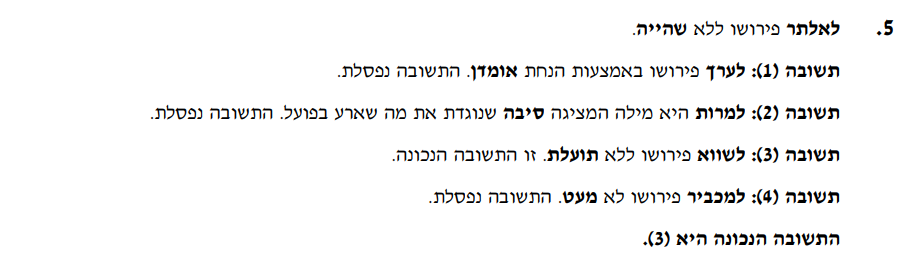 5. לאלתר פירושו ללא שהייה.
תשובה (1): לערך פירושו באמצעות הנחת אומדן. התשובה נפסלת.
תשובה (2): למרות היא מילה המציגה סיבה שנוגדת את מה שארע בפועל. התשובה נפסלת.
תשובה (3): לשווא פירושו ללא תועלת. זו התשובה הנכונה.
תשובה (4): למכביר פירושו לא מעט. התשובה נפסלת.
התשובה הנכונה היא (3).